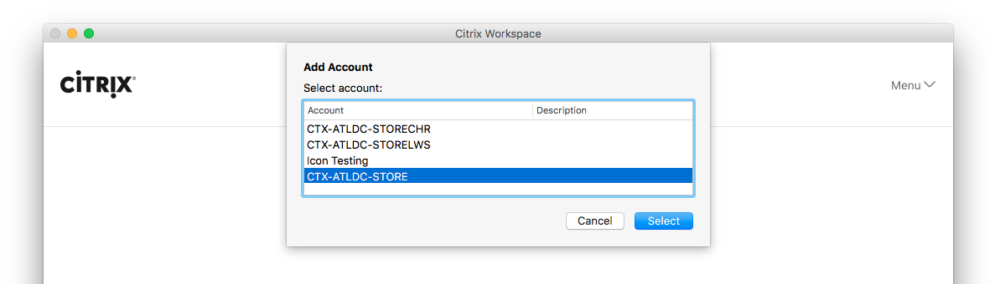 Citrix Workspace
CiTRIX®
Menu
Add Account
Select account:
Account Description
CTX-ATLDC-STORECHR
CTX-ATLDC-STORELWS
Icon Testing
CTX-ATLDC-STORE
Cancel Select